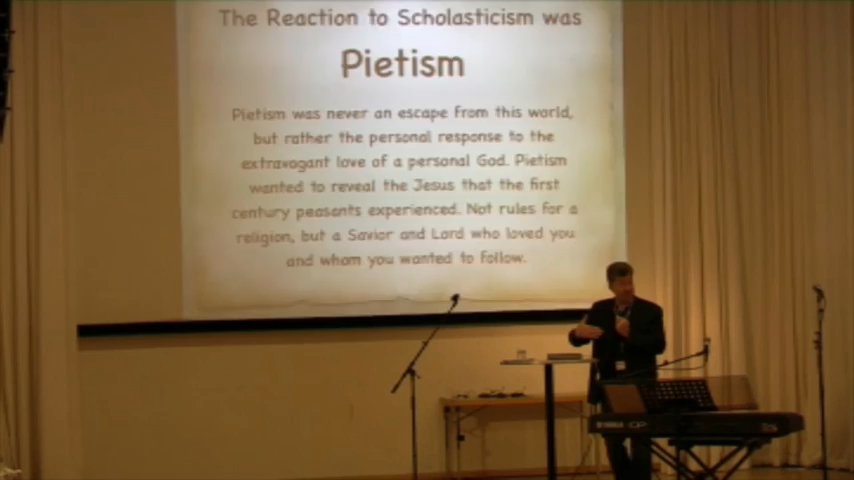 The Reaction to Scholasticism was
Pietism
Pietism was never an escape from this world,
but rather the personal response to the
extravagant love of a personal God. Pietism
wanted to reveal the Jesus that the first
century peasants experienced. Not rules for a
religion, but a Savior and Lord who loved you
and whom you wanted to follow.
YAMAHA CP